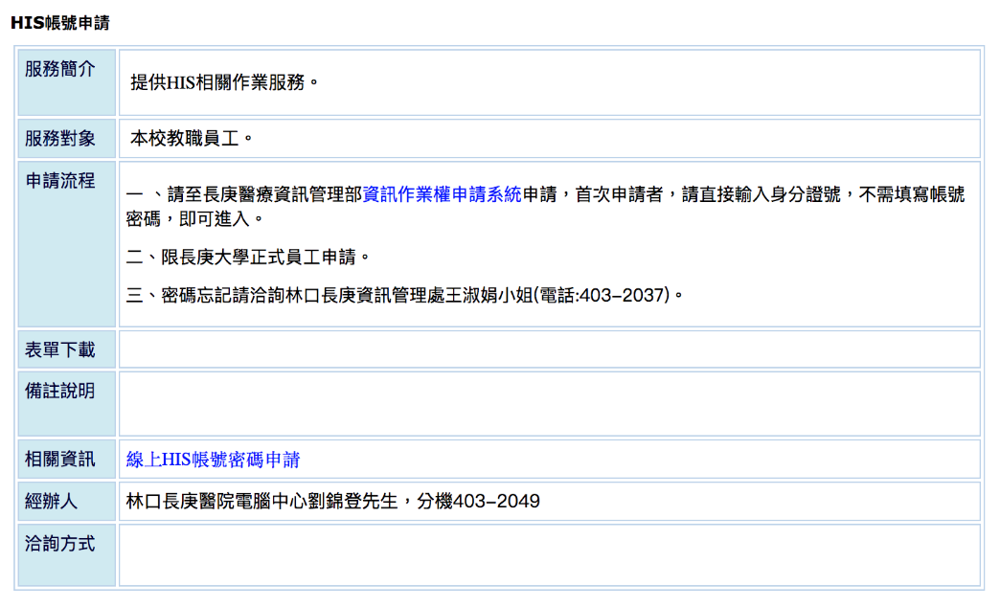 HIS帳號申請
服務簡介
提供HIS相關作業服務。
服務對象
本校教職員工。
申請流程
一 、請至長庚醫療資訊管理部資訊作業權申請系統申請，首次申請者，請直接輸入身分證號，不需填寫帳號
密碼，即可進入。
二、限長庚大學正式員工申請。
三、密碼忘記請洽詢林口長庚資訊管理處王淑娟小姐(電話:403-2037)。
表單下載
備註說明
相關資訊
線上HIS帳號密碼申請
經辦人
林口長庚醫院電腦中心劉錦登先生，分機403-2049
洽詢方式